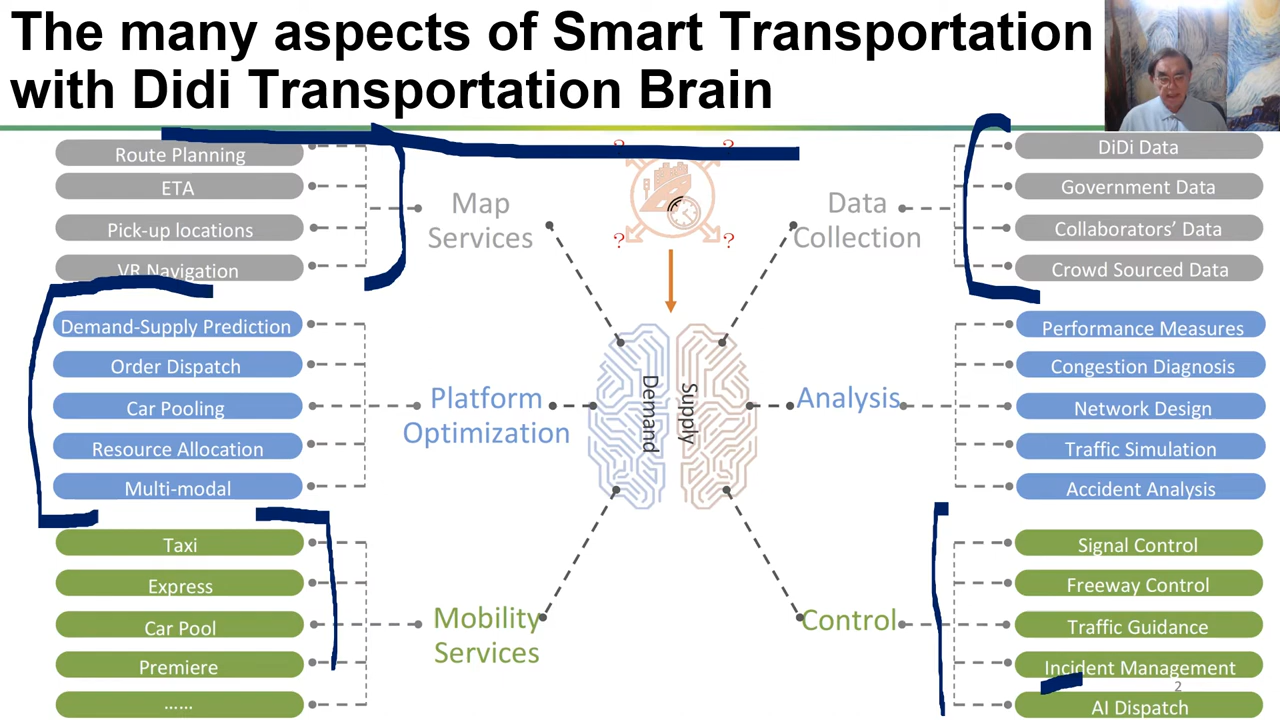 The many aspects of Smart Transportation
with Didi Transportation Brain
Route Planning
ETA
Pick-up locations
VR Navigation
Map
Services
? ?
? ?
Data
Collection
DiDi Data
Government Data
Collaborators' Data
Crowd Sourced Data
Demand-Supply Prediction
Order Dispatch
Car Pooling
Resource Allocation
Multi-modal
Platform
Optimization
Demand
Supply
Analysis
Performance Measures
Congestion Diagnosis
Network Design
Traffic Simulation
Accident Analysis
Taxi
Express
Car Pool
Premiere
......
Mobility
Services
Control
Signal Control
Freeway Control
Traffic Guidance
Incident Management
AI Dispatch
2